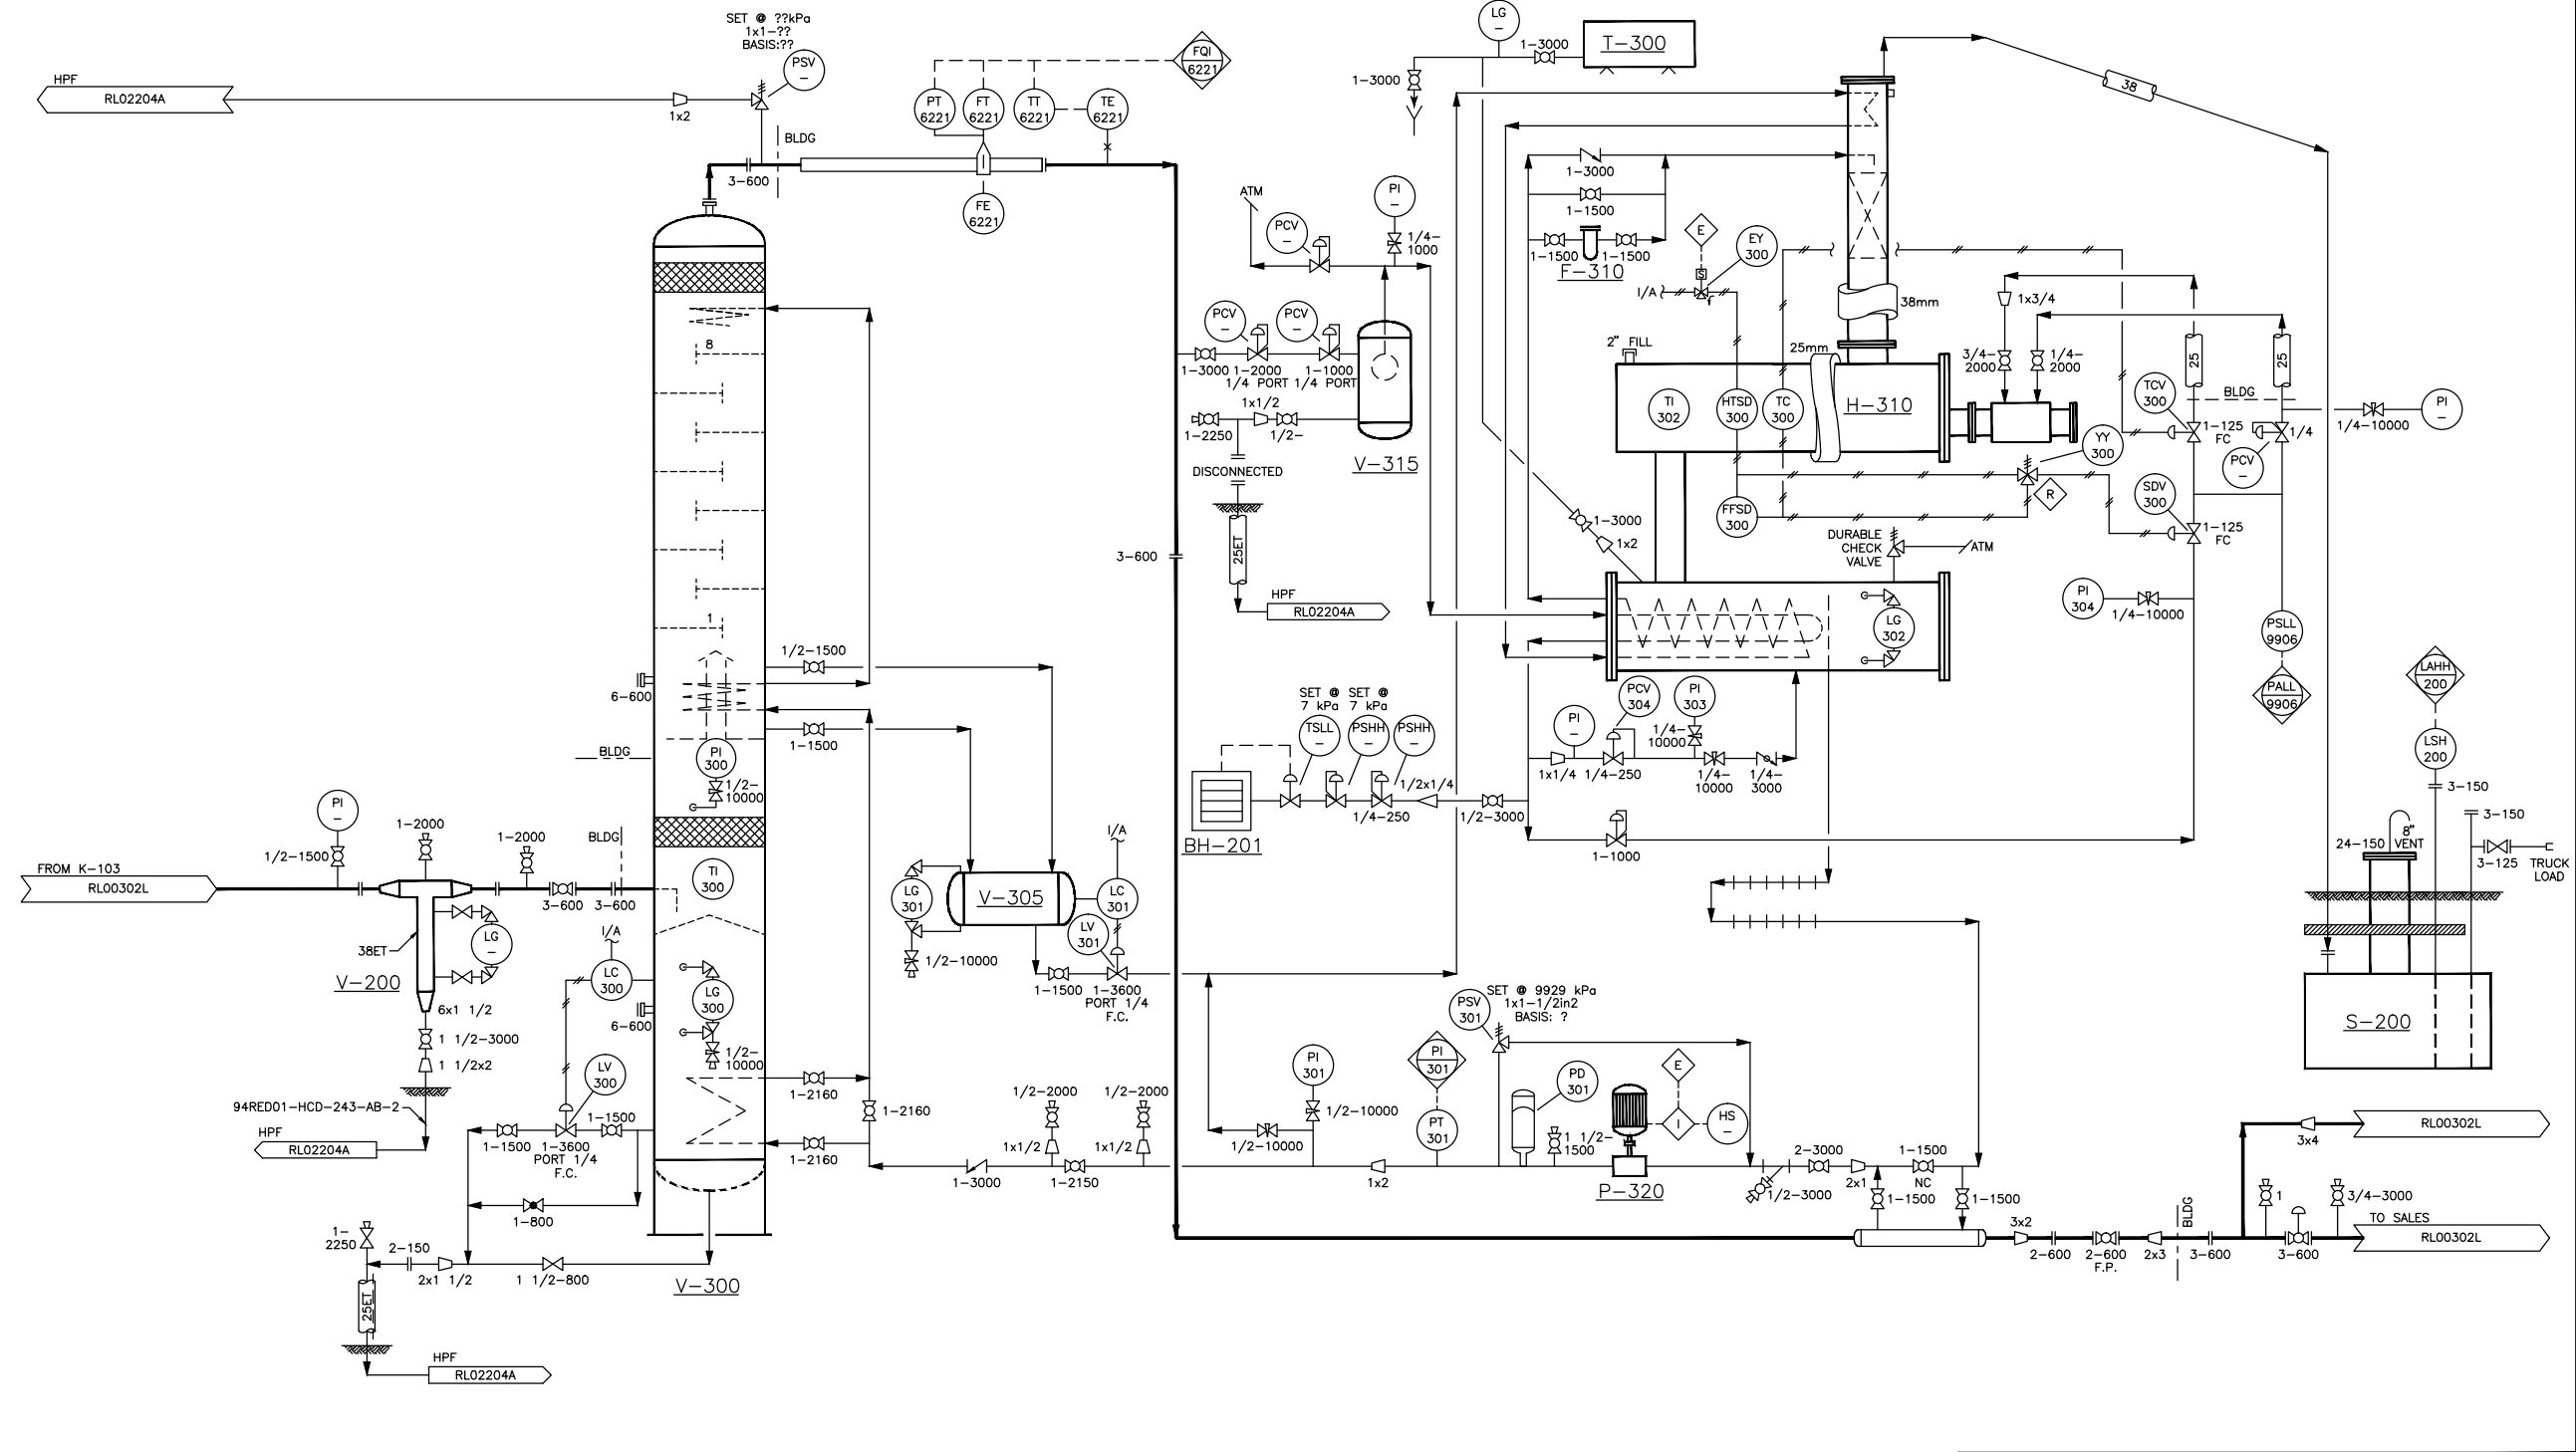 SET @ ??kPa
1x1-??
BASIS:??
PSV
–
HPF
RL02204A
1x2
BLDG
3-600
PT
6221
FT
6221
TT
6221
TE
6221
FQI
6221
FE
6221
LG
–
1-3000
T-300
1-3000
38
ATM
PCV
–
PI
–
1/4-
1000
1-3000
1-1500
1-1500
1-1500
F-310
E
S
EY
300
I/A
f
38mm
1x3/4
2" FILL
25mm
3/4-
2000
1/4-
2000
25
25
PCV
–
PCV
–
1-3000
1-2000
1/4 PORT
1-1000
1/4 PORT
1x1/2
1-2250
1/2-
DISCONNECTED
V-315
25ET
HPF
RL02204A
TI
302
HTSD
300
TC
300
H-310
TCV
300
BLDG
1-125
FC
1/4
PI
–
1/4-10000
YY
300
PCV
–
R
SDV
300
1-125
FC
FFSD
300
1-3000
1x2
DURABLE
CHECK
VALVE
ATM
PI
304
1/4-10000
LG
302
PSLL
9906
PALL
9906
LAHH
200
LSH
200
3-150
3-150
8"
VENT
24-150
3-125
TRUCK
LOAD
S-200
8
1
1/2-1500
6-600
1-1500
BLDG
PI
300
1/2-
10000
3-600
SET @
7 kPa
SET @
7 kPa
TSLL
–
PSHH
–
PSHH
–
1/2x1/4
1/4-250
1/2-3000
BH-201
PI
–
PCV
304
PI
303
1/4-
10000
1x1/4
1/4-250
1/4-
10000
1/4-
3000
1-1000
PI
–
1/2-1500
1-2000
1-2000
BLDG
FROM K-103
RL00302L
3-600
3-600
38ET
LG
–
V-200
6x1 1/2
1 1/2-3000
1 1/2x2
94RED01-HCD-243-AB-2
HPF
RL02204A
TI
300
I/A
LC
300
6-600
LG
300
1/2-
10000
LV
300
1-1500
1-1500
1-3600
PORT 1/4
F.C.
1-800
1-
2250
2-150
2x1 1/2
1 1/2-800
25ET
HPF
RL02204A
V-300
LG
301
1/2-10000
V-305
I/A
LC
301
LV
301
1-1500
1-3600
PORT 1/4
F.C.
1-2160
1-2160
1-2160
1-3000
1/2-2000
1x1/2
1-2150
1/2-2000
1x1/2
PI
301
1/2-10000
1/2-10000
1x2
PI
301
PT
301
SET @ 9929 kPa
1x1-1/2in2
BASIS: ?
PSV
301
PD
301
1 1/2-
1500
E
I
HS
–
P-320
1/2-3000
2-3000
2x1
1-1500
NC
1-1500
1-1500
3x2
2-600
2-600
F.P.
2x3
BLDG
3-600
3x4
RL00302L
1
3/4-3000
3-600
TO SALES
RL00302L